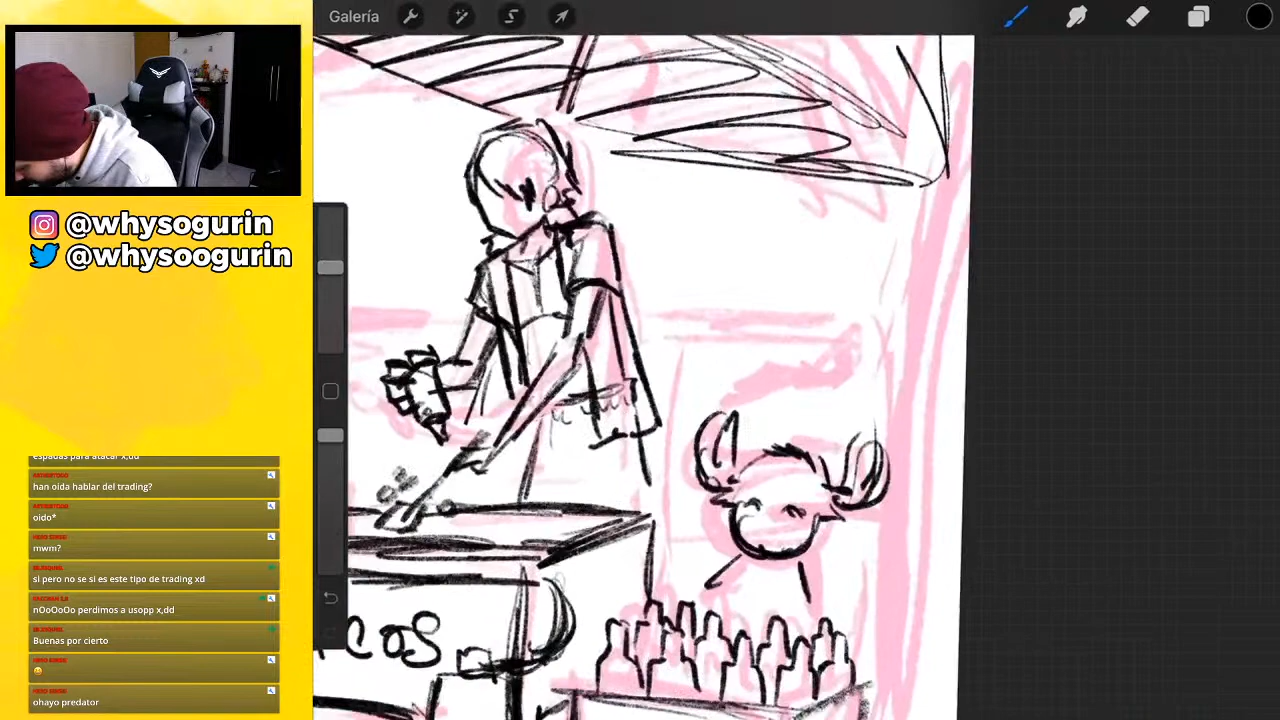 Galería
@whysogurin
@whysoogurin
espadas para atacar x,dd
han oida hablar del trading?
oido*
mwm?
si pero no se si es este tipo de trading xd
nOoOoOo perdimos a usopp x,dd
Buenas por cierto
ohayo predator
COS